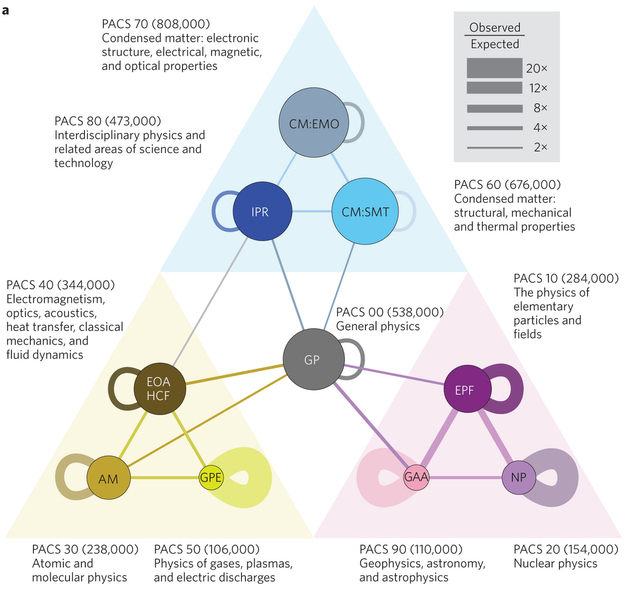 a
PACS 70 (808,000)
Condensed matter: electronic
structure, electrical, magnetic,
and optical properties
Observed
Expected
20×
12×
8×
4×
2×
CM:EMO
PACS 80 (473,000)
Interdisciplinary physics and
related areas of science and
technology
IPR
CM:SMT
PACS 60 (676,000)
Condensed matter:
structural, mechanical
and thermal properties
PACS 40 (344,000)
Electromagnetism,
optics, acoustics,
heat transfer, classical
mechanics, and
fluid dynamics
PACS 10 (284,000)
The physics of
elementary
particles and
fields
PACS 00 (538,000)
General physics
GP
EOA
HCF
EPF
AM
GPE
GAA
NP
PACS 30 (238,000)
Atomic and
molecular physics
PACS 50 (106,000)
Physics of gases, plasmas,
and electric discharges
PACS 90 (110,000)
Geophysics, astronomy,
and astrophysics
PACS 20 (154,000)
Nuclear physics